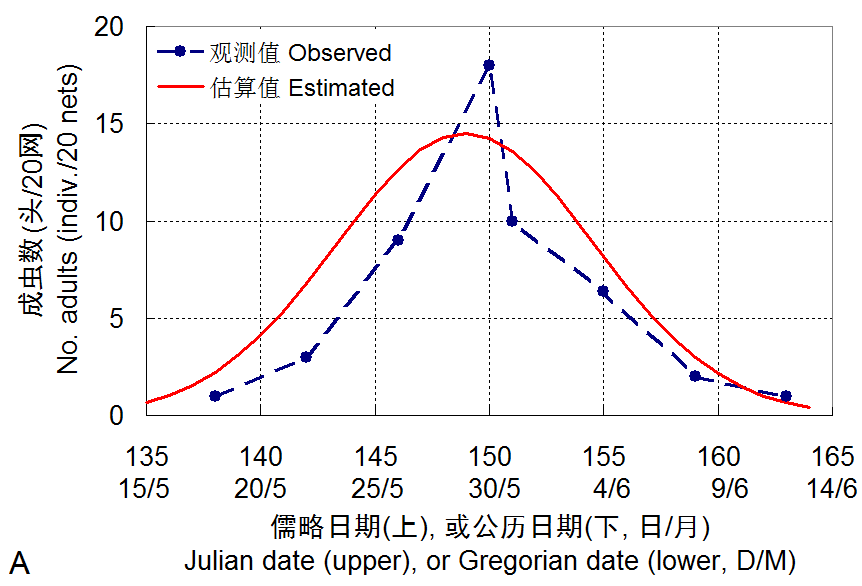 20
15
10
5
0
观测值 Observed
估算值 Estimated
成虫数(头/20网)
No. adults (indiv./20 nets)
135 140 145 150 155 160 165
15/5 20/5 25/5 30/5 4/6 9/6 14/6
儒略日期(上), 或公历日期(下, 日/月)
Julian date (upper), or Gregorian date (lower, D/M)
A